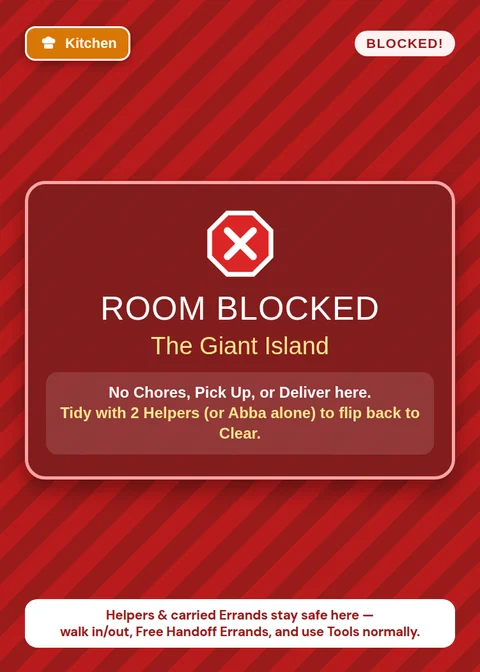 Kitchen
BLOCKED!
ROOM BLOCKED
The Giant Island
No Chores, Pick Up, or Deliver here.
Tidy with 2 Helpers (or Abba alone) to flip back to
Clear.
Helpers & carried Errands stay safe here —
walk in/out, Free Handoff Errands, and use Tools normally.